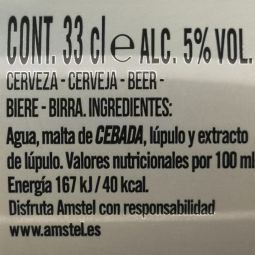 CONT. 33 cl ℮ ALC. 5% VOL.
CERVEZA - CERVEJA - BEER -
BIERE - BIRRA. INGREDIENTES:
Agua, malta de CEBADA, lúpulo y extracto
de lúpulo. Valores nutricionales por 100 ml
Energía 167 kJ / 40 kcal.
Disfruta Amstel con responsabilidad
www.amstel.es